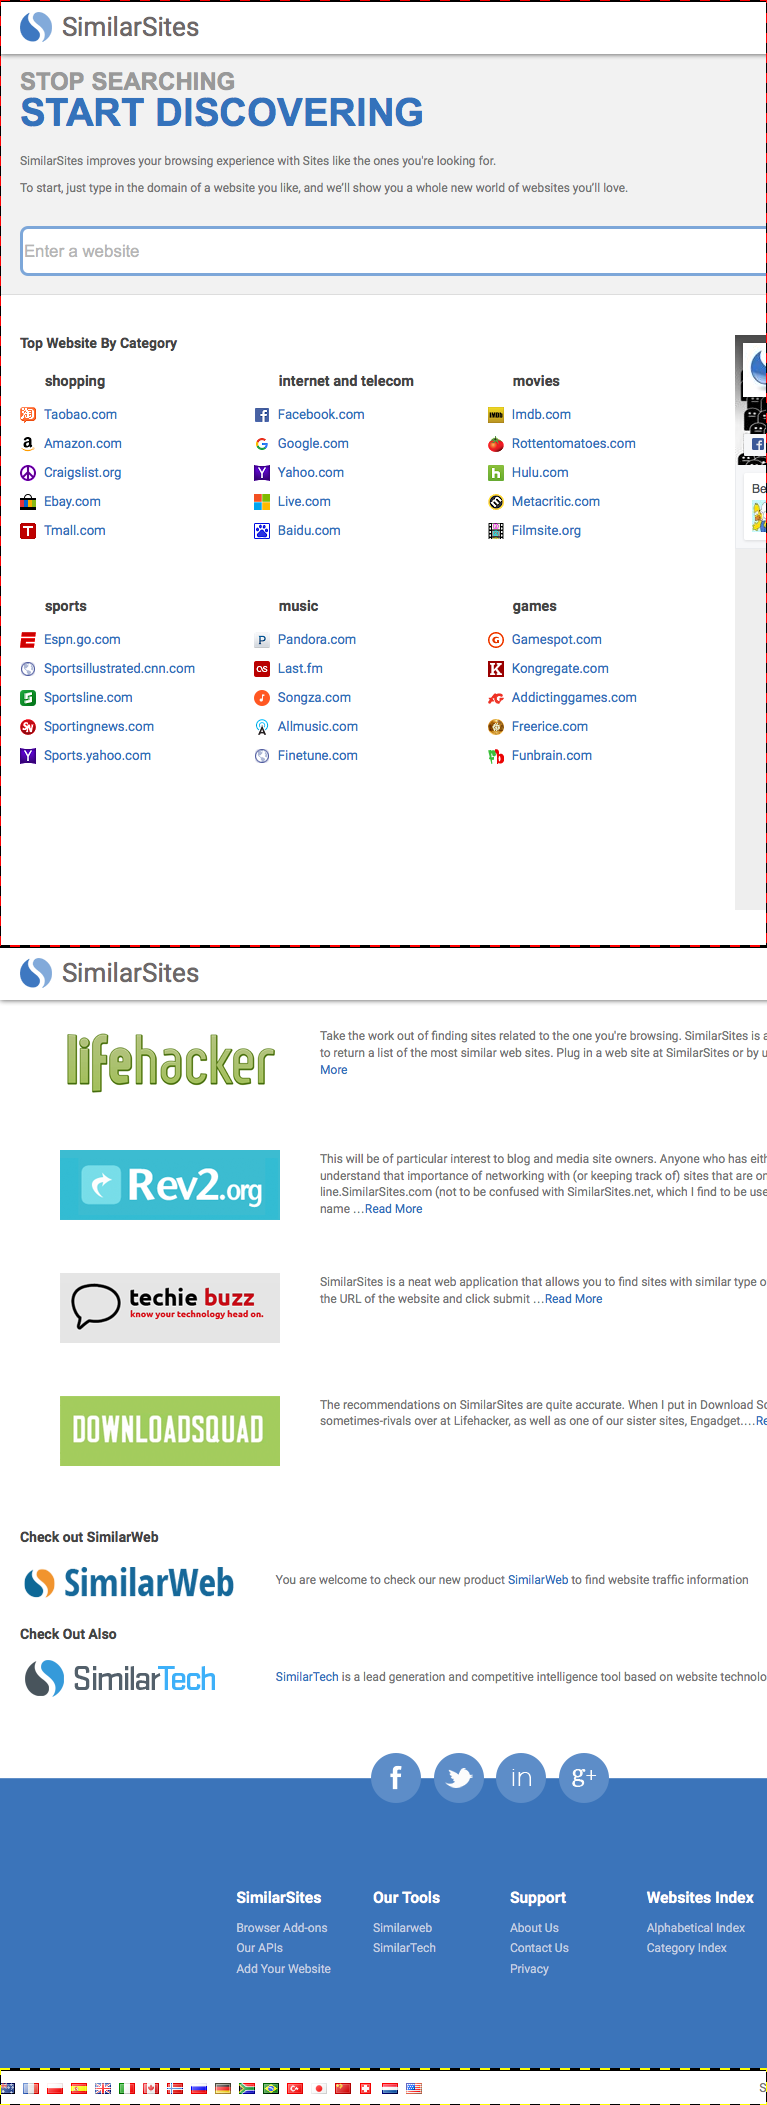 SimilarSites
STOP SEARCHING
START DISCOVERING
SimilarSites improves your browsing experience with Sites like the ones you're looking for.
To start, just type in the domain of a website you like, and we'll show you a whole new world of websites you'll love.
Enter a website
Top Website By Category
shopping
Taobao.com
Amazon.com
Craigslist.org
Ebay.com
Tmall.com
internet and telecom
Facebook.com
Google.com
Yahoo.com
Live.com
Baidu.com
movies
Imdb.com
Rottentomatoes.com
Hulu.com
Metacritic.com
Filmsite.org
Be
sports
Espn.go.com
Sportsillustrated.cnn.com
Sportsline.com
Sportingnews.com
Sports.yahoo.com
music
Pandora.com
Last.fm
Songza.com
Allmusic.com
Finetune.com
games
Gamespot.com
Kongregate.com
Addictinggames.com
Freerice.com
Funbrain.com
SimilarSites
lifehacker
Take the work out of finding sites related to the one you're browsing. SimilarSites is a
to return a list of the most similar web sites. Plug in a web site at SimilarSites or by u
More
Rev2.org
This will be of particular interest to blog and media site owners. Anyone who has eith
understand that importance of networking with (or keeping track of) sites that are on
line.SimilarSites.com (not to be confused with SimilarSites.net, which I find to be use
name ...Read More
techie buzz
know your technology head on.
SimilarSites is a neat web application that allows you to find sites with similar type o
the URL of the website and click submit ...Read More
DOWNLOADSQUAD
The recommendations on SimilarSites are quite accurate. When I put in Download Sc
sometimes-rivals over at Lifehacker, as well as one of our sister sites, Engadget....Re
Check out SimilarWeb
SimilarWeb
You are welcome to check our new product SimilarWeb to find website traffic information
Check Out Also
SimilarTech
SimilarTech is a lead generation and competitive intelligence tool based on website technolo
f
in
g+
SimilarSites
Browser Add-ons
Our APIs
Add Your Website
Our Tools
Similarweb
SimilarTech
Support
About Us
Contact Us
Privacy
Websites Index
Alphabetical Index
Category Index
S